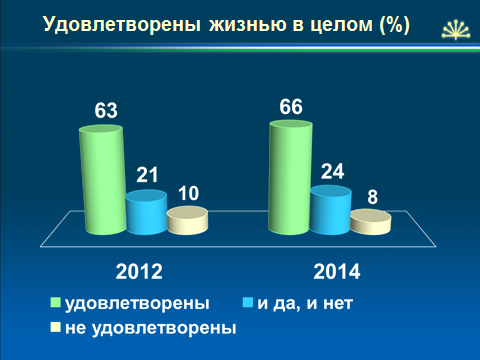 Удовлетворены жизнью в целом (%)
63
21
10
66
24
8
2012
2014
удовлетворены
и да, и нет
не удовлетворены